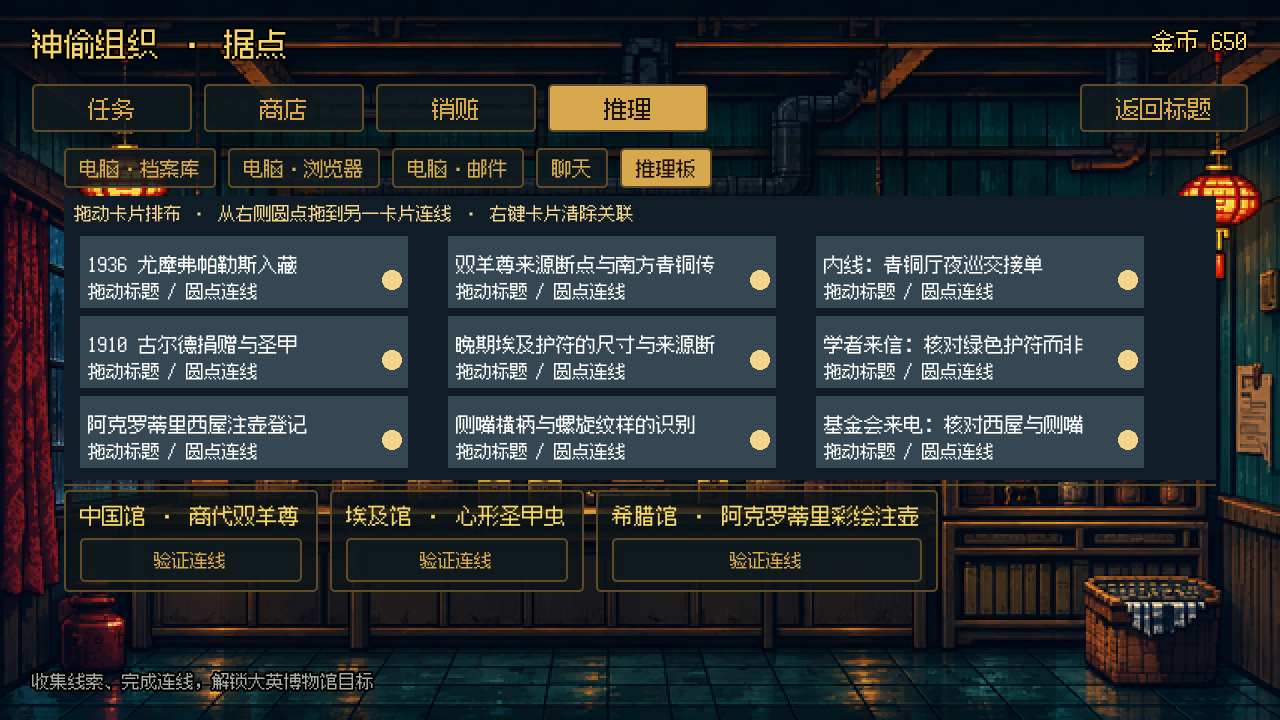 神偷组织 · 据点
金币 650
任务
商店
销赃
推理
返回标题
电脑·档案库
电脑·浏览器
电脑·邮件
聊天
推理板
拖动卡片排布 · 从右侧圆点拖到另一卡片连线 · 右键卡片清除关联
1936 尤摩弗帕勒斯入藏
拖动标题 / 圆点连线
双羊尊来源断点与南方青铜传
拖动标题 / 圆点连线
内线：青铜厅夜巡交接单
拖动标题 / 圆点连线
1910 古尔德捐赠与圣甲
拖动标题 / 圆点连线
晚期埃及护符的尺寸与来源断
拖动标题 / 圆点连线
学者来信：核对绿色护符而非
拖动标题 / 圆点连线
阿克罗蒂里西屋注壶登记
拖动标题 / 圆点连线
侧嘴横柄与螺旋纹样的识别
拖动标题 / 圆点连线
基金会来电：核对西屋与侧嘴
拖动标题 / 圆点连线
中国馆 · 商代双羊尊
验证连线
埃及馆 · 心形圣甲虫
验证连线
希腊馆 · 阿克罗蒂里彩绘注壶
验证连线
收集线索、完成连线，解锁大英博物馆目标